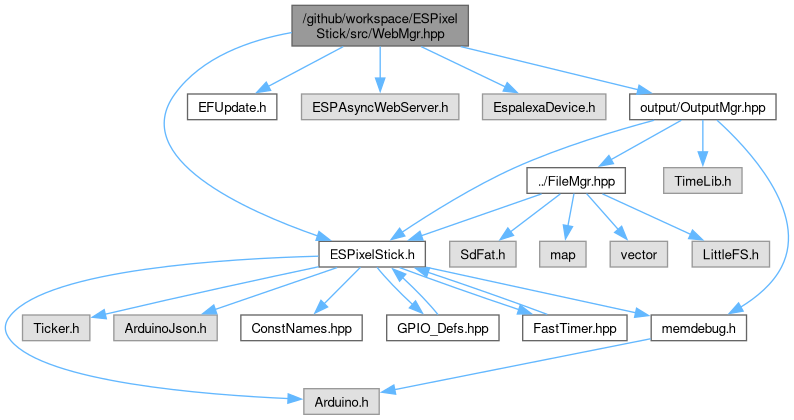 /github/workspace/ESPixel
Stick/src/WebMgr.hpp
EFUpdate.h
ESPAsyncWebServer.h
EspalexaDevice.h
output/OutputMgr.hpp
../FileMgr.hpp
TimeLib.h
ESPixelStick.h
SdFat.h
map
vector
LittleFS.h
Ticker.h
ArduinoJson.h
ConstNames.hpp
GPIO_Defs.hpp
FastTimer.hpp
memdebug.h
Arduino.h